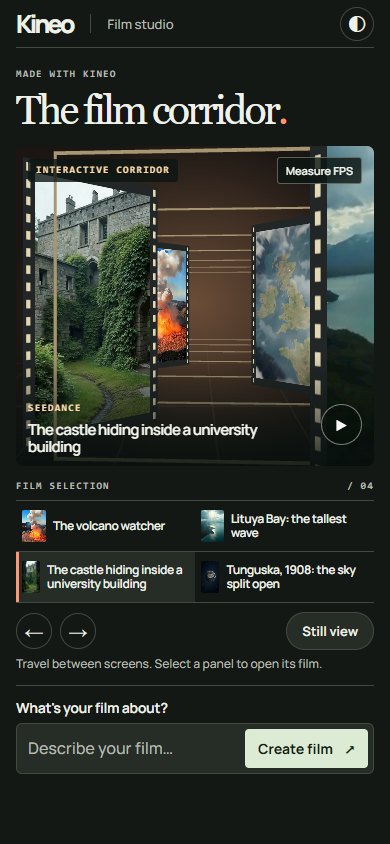 Kineo
Film studio
MADE WITH KINEO
The film corridor.
INTERACTIVE CORRIDOR
Measure FPS
SEEDANCE
The castle hiding inside a university
building
FILM SELECTION
/ 04
The volcano watcher
Lituya Bay: the tallest
wave
The castle hiding inside a
university building
Tunguska, 1908: the sky
split open
← →
Still view
Travel between screens. Select a panel to open its film.
What's your film about?
Describe your film...
Create film ↗